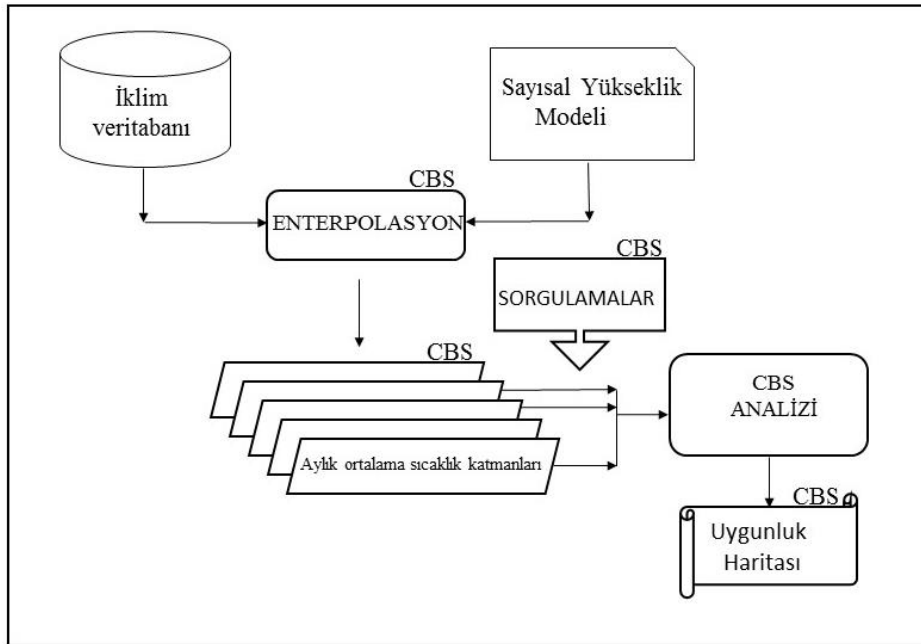 İklim
veritabanı
Sayısal Yükseklik
Modeli
CBS
ENTERPOLASYON
CBS
SORGULAMALAR
CBS
Aylık ortalama sıcaklık katmanları
CBS
ANALİZİ
CBS
Uygunluk
Haritası